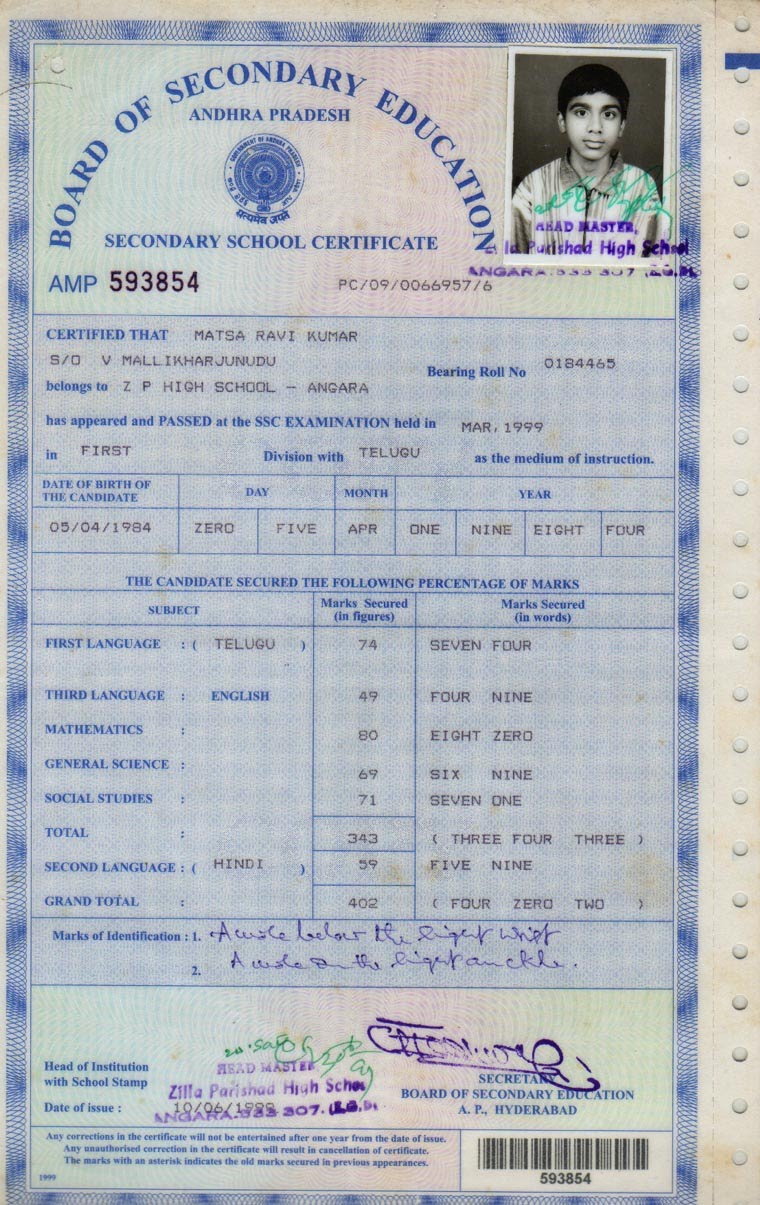 BOARD OF SECONDARY EDUCATION
ANDHRA PRADESH
GOVERNMENT OF ANDHRA PRADESH
सत्यमेव जयते
SECONDARY SCHOOL CERTIFICATE
HEAD MASTER,
Zilla Parishad High School
ANGARA-533 307 (E.G.D).
AMP 593854
PC/09/0066957/6
CERTIFIED THAT MATSA RAVI KUMAR
S/O V MALLIKHARJUNUDU
Bearing Roll No 0184465
belongs to Z P HIGH SCHOOL - ANGARA
has appeared and PASSED at the SSC EXAMINATION held in MAR, 1999
in FIRST Division with TELUGU as the medium of instruction.
DATE OF BIRTH OF THE CANDIDATE DAY MONTH YEAR
05/04/1984 ZERO FIVE APR ONE NINE EIGHT FOUR
THE CANDIDATE SECURED THE FOLLOWING PERCENTAGE OF MARKS
SUBJECT Marks Secured (in figures) Marks Secured (in words)
FIRST LANGUAGE : ( TELUGU ) 74 SEVEN FOUR
THIRD LANGUAGE : ENGLISH 49 FOUR NINE
MATHEMATICS : 80 EIGHT ZERO
GENERAL SCIENCE : 69 SIX NINE
SOCIAL STUDIES : 71 SEVEN ONE
TOTAL : 343 ( THREE FOUR THREE )
SECOND LANGUAGE : ( HINDI ) 59 FIVE NINE
GRAND TOTAL : 402 ( FOUR ZERO TWO )
Marks of Identification : 1. A mole below the right wrist
2. A mole on the right anckle.
Head of Institution
with School Stamp
HEAD MASTER,
Zilla Parishad High School
ANGARA-533 307. (E.G.D).
Date of issue : 10/06/1999
SECRETARY
BOARD OF SECONDARY EDUCATION
A. P., HYDERABAD
Any corrections in the certificate will not be entertained after one year from the date of issue.
Any unauthorised correction in the certificate will result in cancellation of certificate.
The marks with an asterisk indicates the old marks secured in previous appearances.
1999
593854